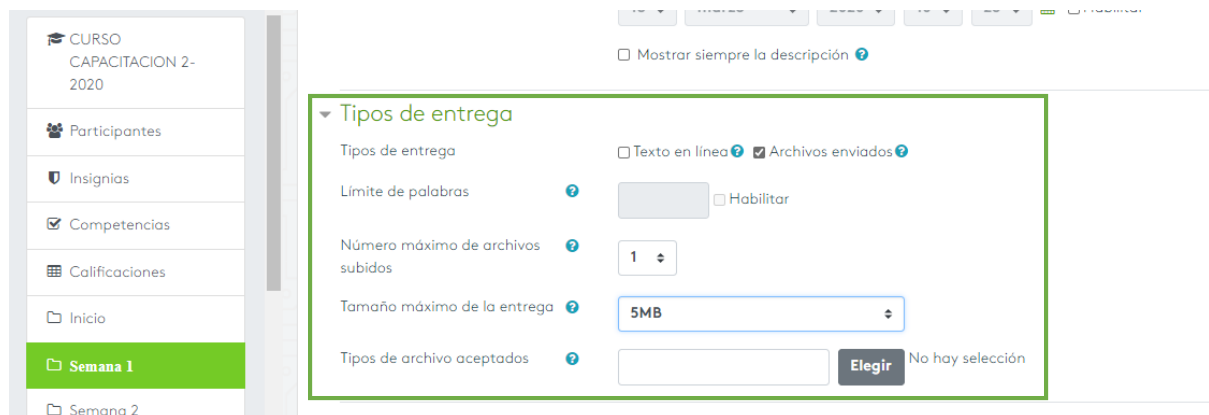 CURSO
CAPACITACION 2-
2020
Participantes
Insignias
Competencias
Calificaciones
Inicio
Semana 1
Semana 2
Mostrar siempre la descripción
Tipos de entrega
Tipos de entrega
Texto en línea Archivos enviados
Límite de palabras
Habilitar
Número máximo de archivos
subidos
1
Tamaño máximo de la entrega
5MB
Tipos de archivo aceptados
Elegir No hay selección